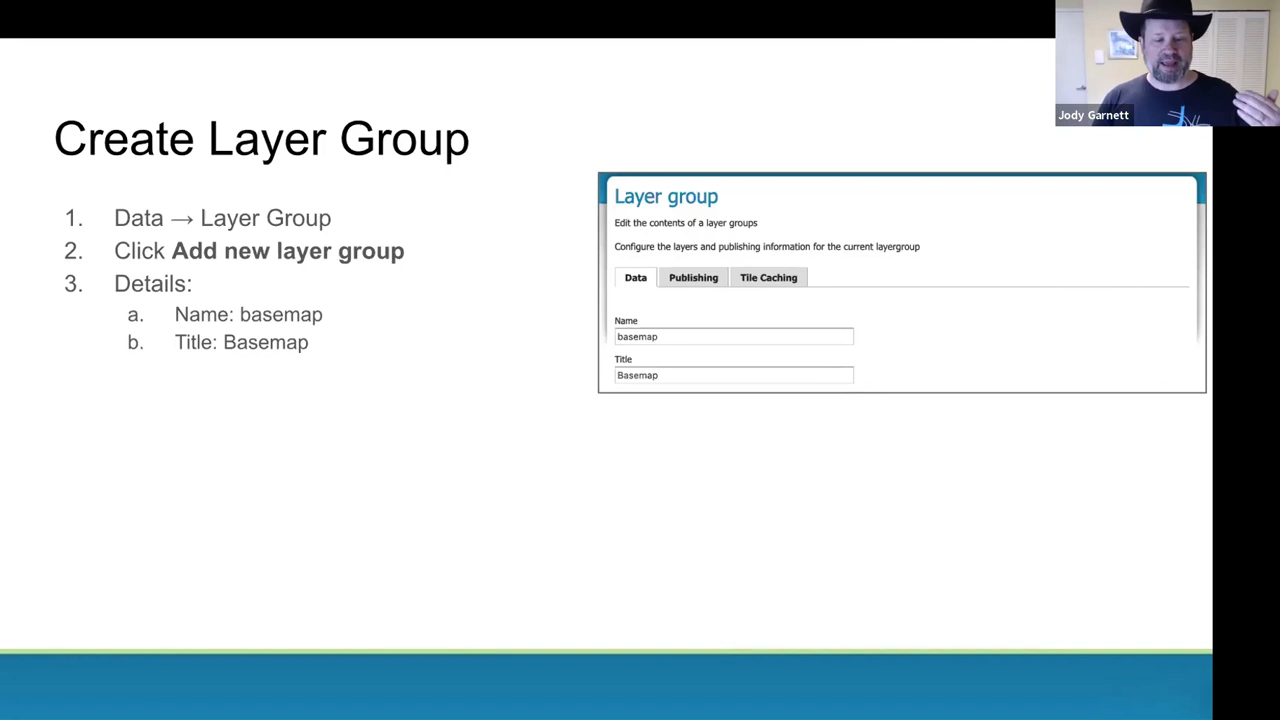 Jody Garnett
Create Layer Group
1. Data → Layer Group
2. Click Add new layer group
3. Details:
a. Name: basemap
b. Title: Basemap
Layer group
Edit the contents of a layer groups
Configure the layers and publishing information for the current layergroup
Data Publishing Tile Caching
Name
basemap
Title
Basemap